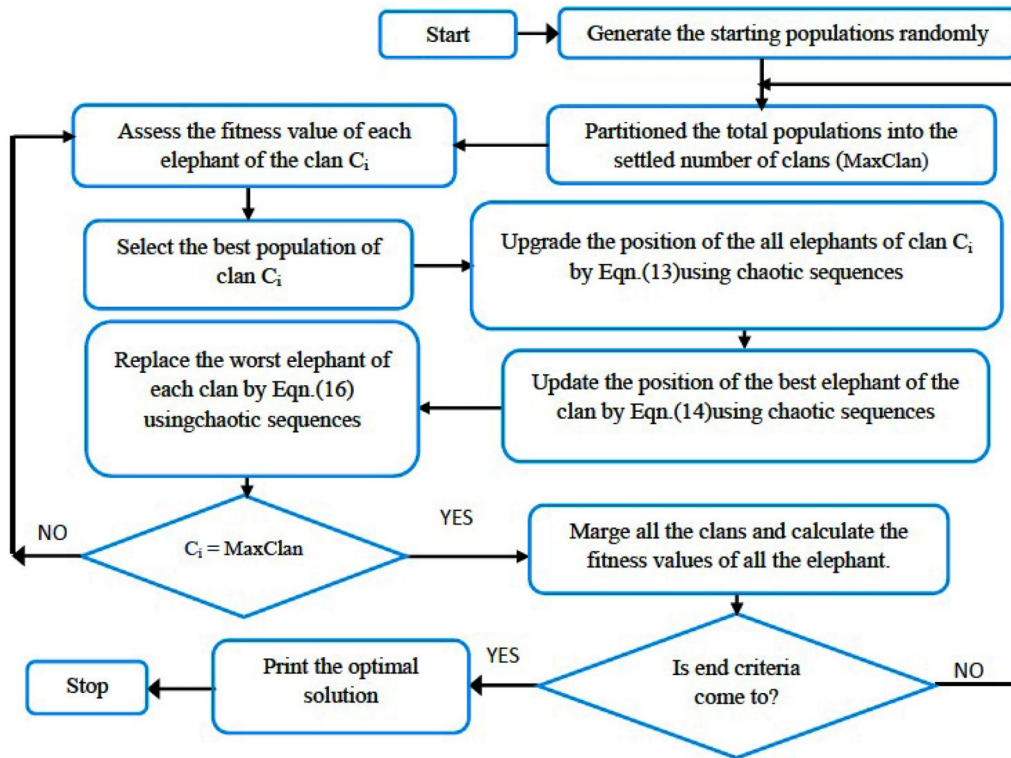 Start
Generate the starting populations randomly
Partitioned the total populations into the
settled number of clans (MaxClan)
Assess the fitness value of each
elephant of the clan Cᵢ
Select the best population of
clan Cᵢ
Upgrade the position of the all elephants of clan Cᵢ
by Eqn.(13)using chaotic sequences
Update the position of the best elephant of the
clan by Eqn.(14)using chaotic sequences
Replace the worst elephant of
each clan by Eqn.(16)
usingchaotic sequences
Cᵢ = MaxClan
NO
YES
Marge all the clans and calculate the
fitness values of all the elephant.
Is end criteria
come to?
NO
YES
Print the optimal
solution
Stop